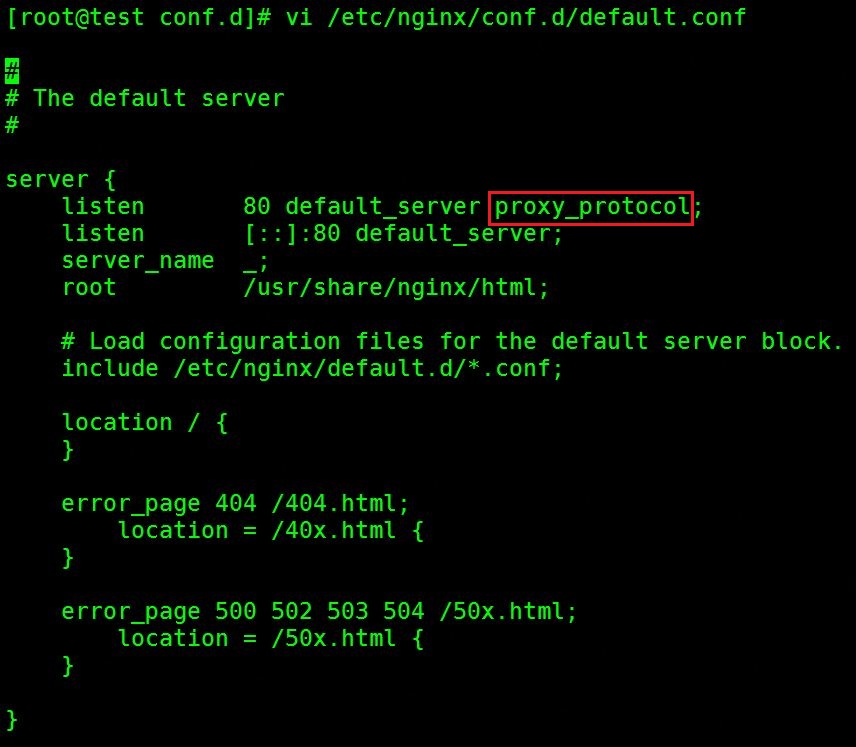 [root@test conf.d]# vi /etc/nginx/conf.d/default.conf
#
# The default server
#
server {
    listen       80 default_server proxy_protocol;
    listen       [::]:80 default_server;
    server_name  _;
    root         /usr/share/nginx/html;
    # Load configuration files for the default server block.
    include /etc/nginx/default.d/*.conf;
    location / {
    }
    error_page 404 /404.html;
        location = /40x.html {
    }
    error_page 500 502 503 504 /50x.html;
        location = /50x.html {
    }
}